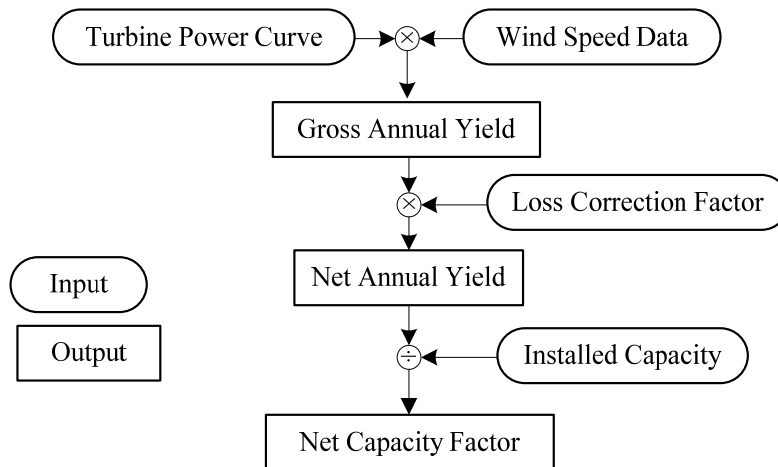 Turbine Power Curve
×
Wind Speed Data
Gross Annual Yield
×
Loss Correction Factor
Net Annual Yield
Input
Output
÷
Installed Capacity
Net Capacity Factor